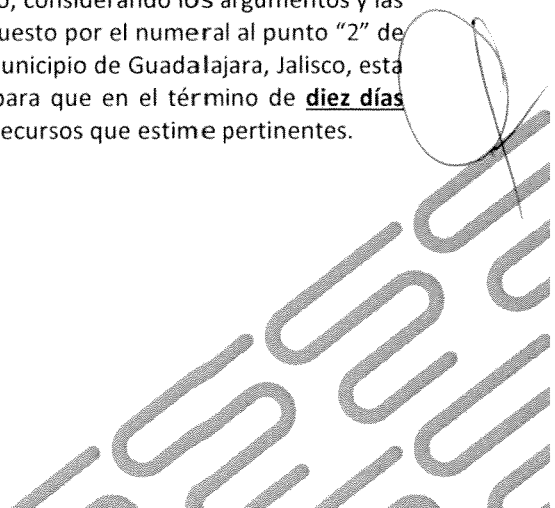 o, considerando los argumentos y las
uesto por el numeral al punto “2” de
unicipio de Guadalajara, Jalisco, esta
para que en el término de diez días
recursos que estime pertinentes.